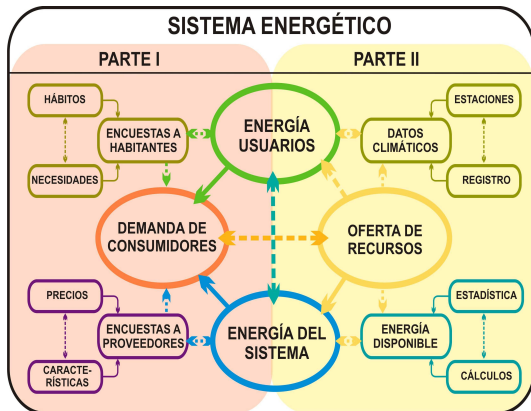 SISTEMA ENERGÉTICO
PARTE I
PARTE II
HÁBITOS
ENCUESTAS A
HABITANTES
NECESIDADES
ENERGÍA
USUARIOS
ESTACIONES
DATOS
CLIMÁTICOS
REGISTRO
DEMANDA DE
CONSUMIDORES
OFERTA DE
RECURSOS
PRECIOS
ENCUESTAS A
PROVEEDORES
CARACTE-
RÍSTICAS
ENERGÍA DEL
SISTEMA
ESTADÍSTICA
ENERGÍA
DISPONIBLE
CÁLCULOS